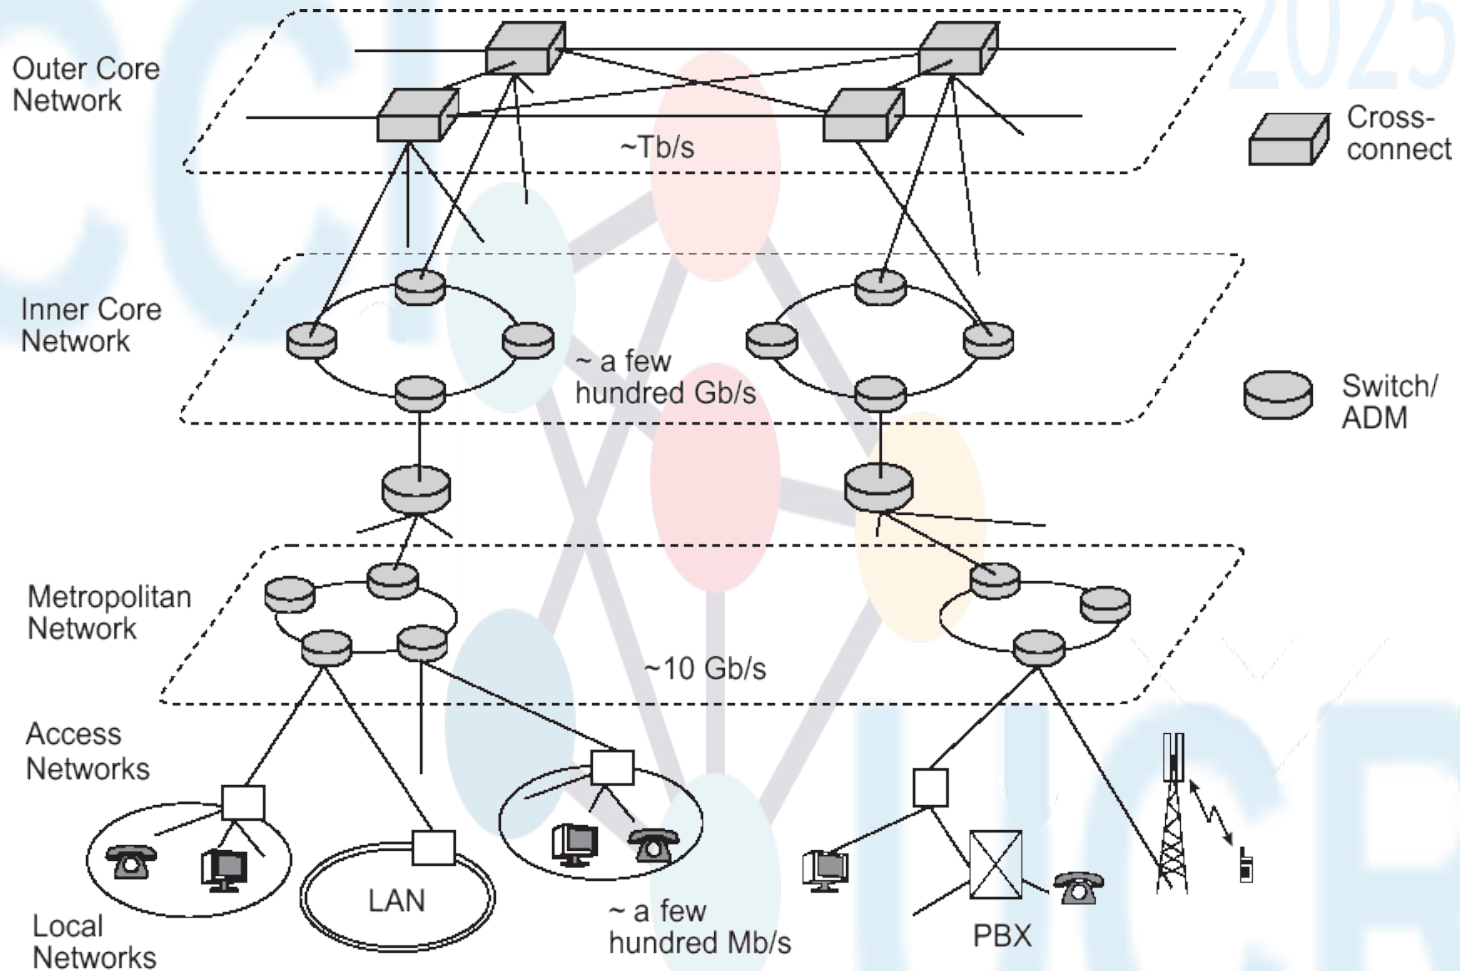 2025
Outer Core
Network
Cross-
connect
~Tb/s
Inner Core
Network
~ a few
hundred Gb/s
Switch/
ADM
Metropolitan
Network
~10 Gb/s
Access
Networks
LAN
~ a few
hundred Mb/s
PBX
Local
Networks